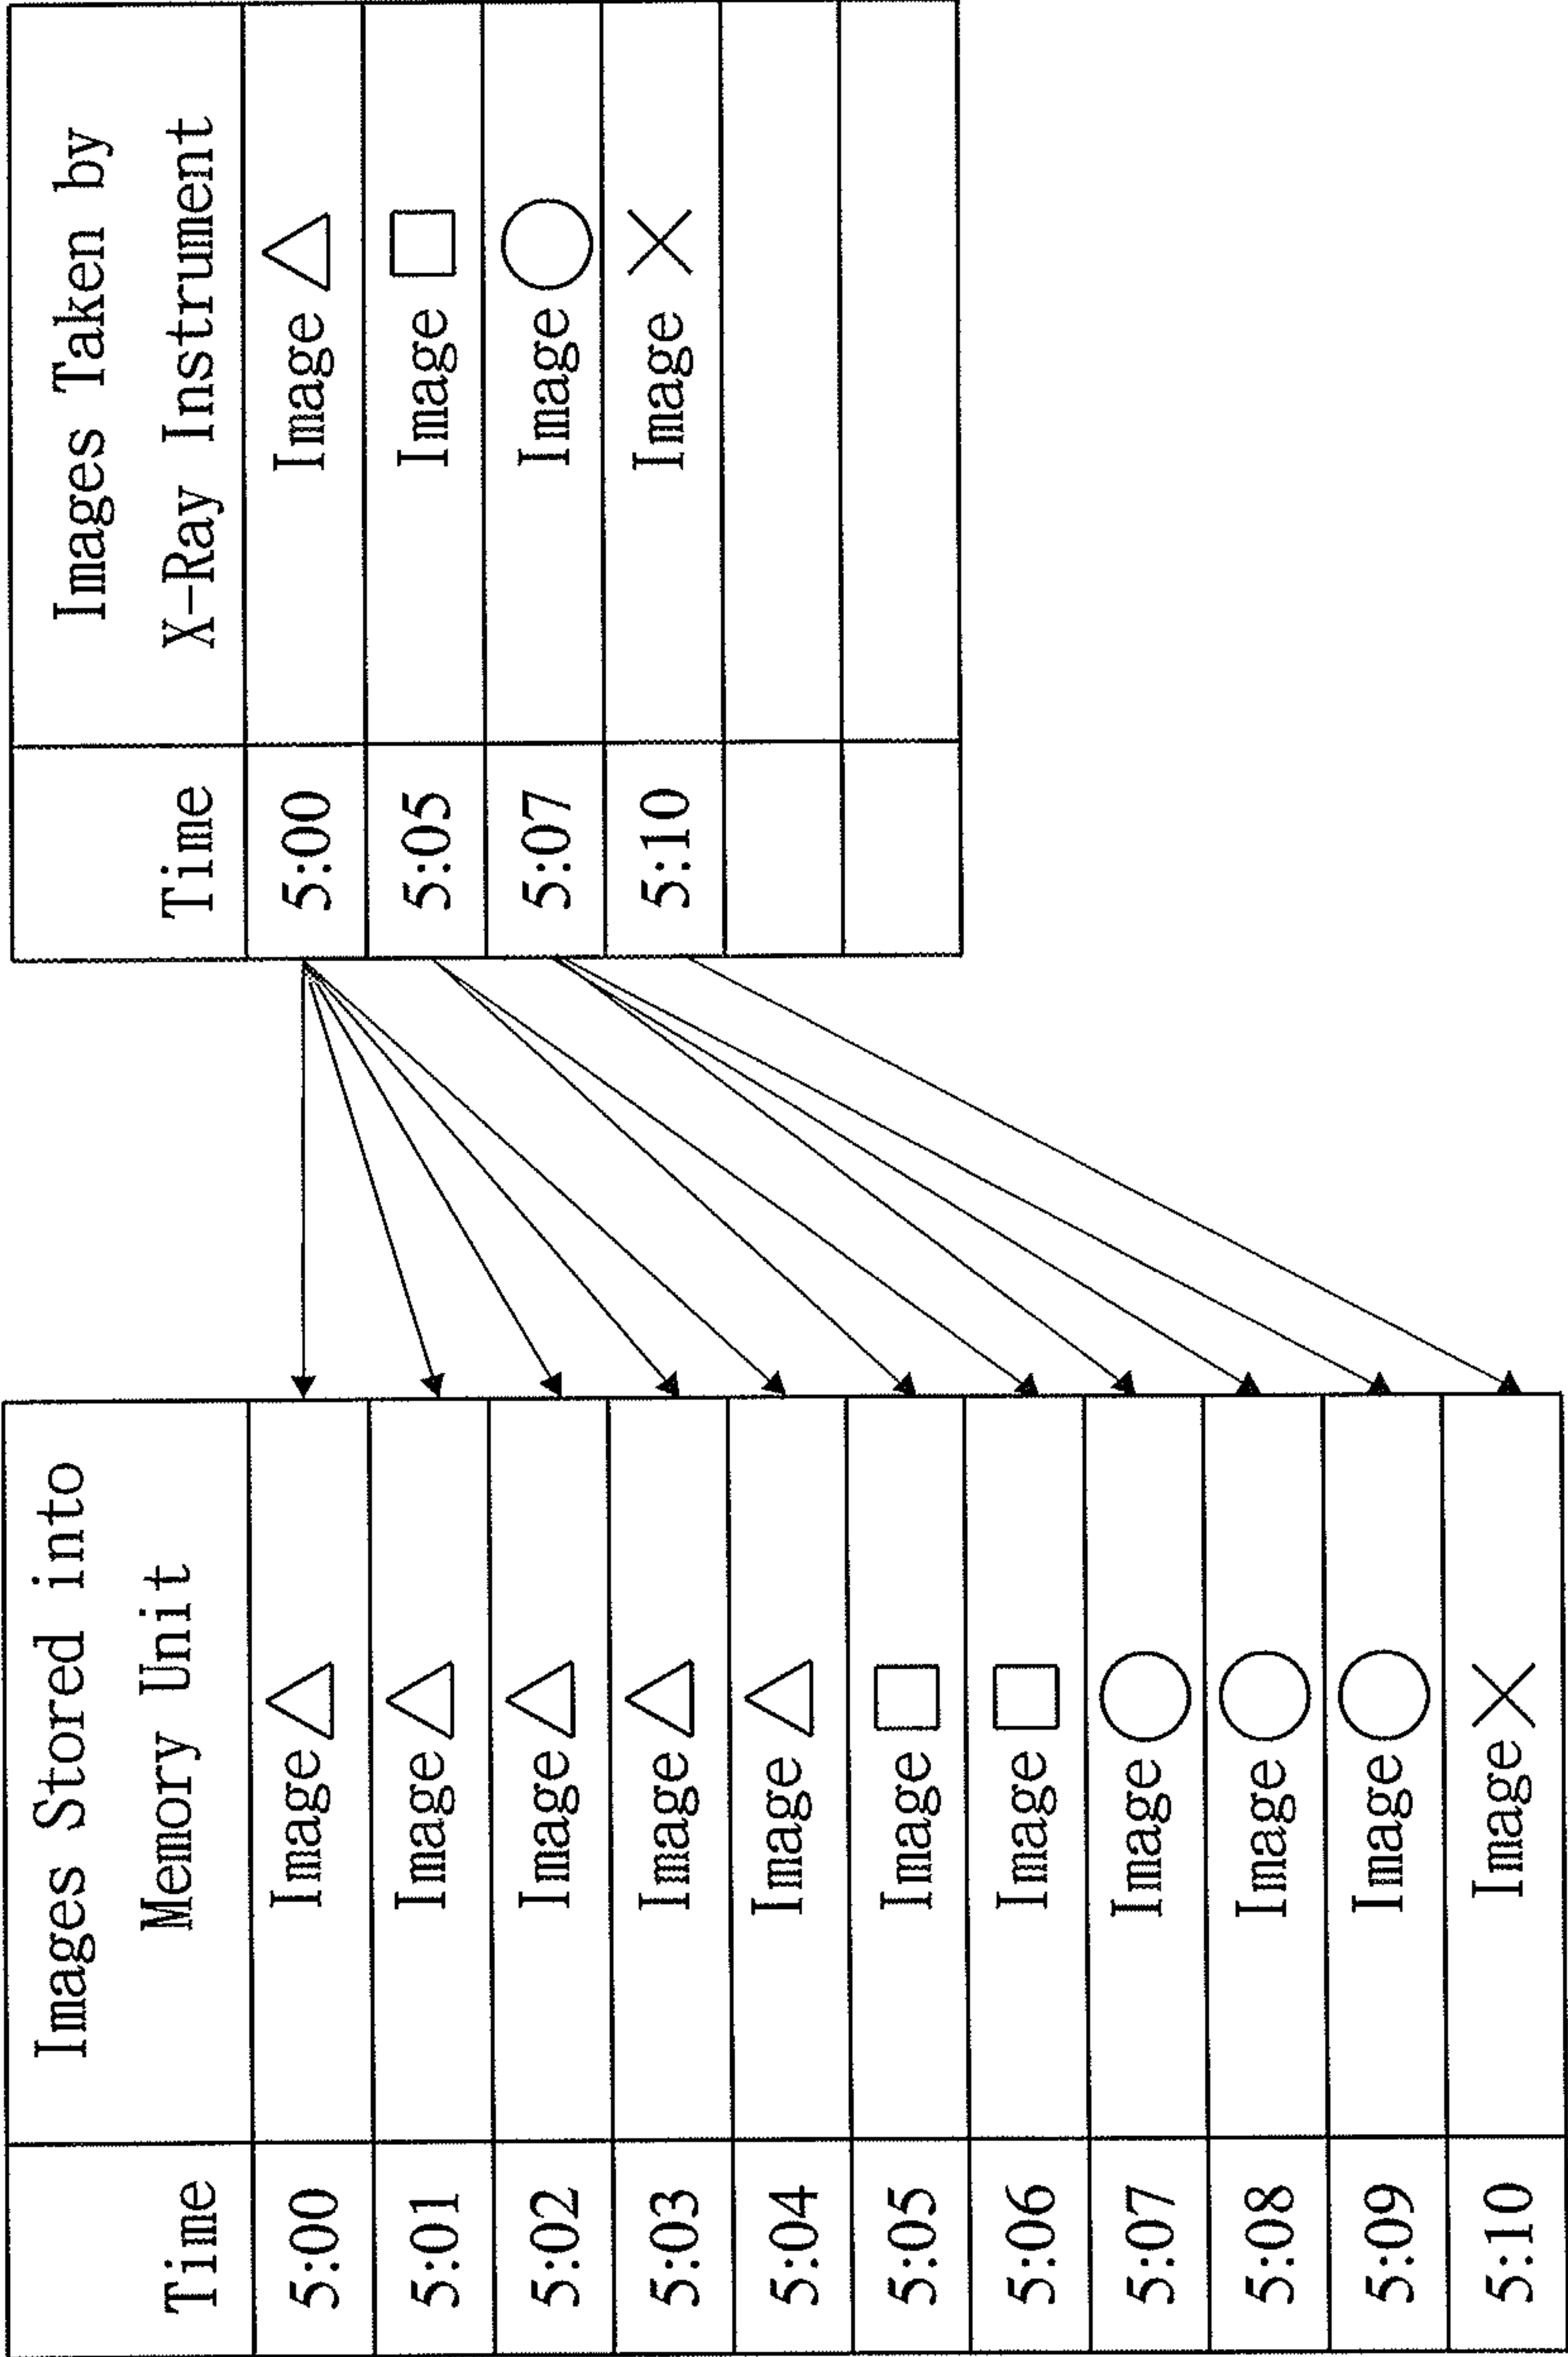 Time Images Stored into
Memory Unit
5:00 Image △
5:01 Image △
5:02 Image △
5:03 Image △
5:04 Image △
5:05 Image □
5:06 Image □
5:07 Image ○
5:08 Image ○
5:09 Image ○
5:10 Image ×
Time Images Taken by
X-Ray Instrument
5:00 Image △
5:05 Image □
5:07 Image ○
5:10 Image ×